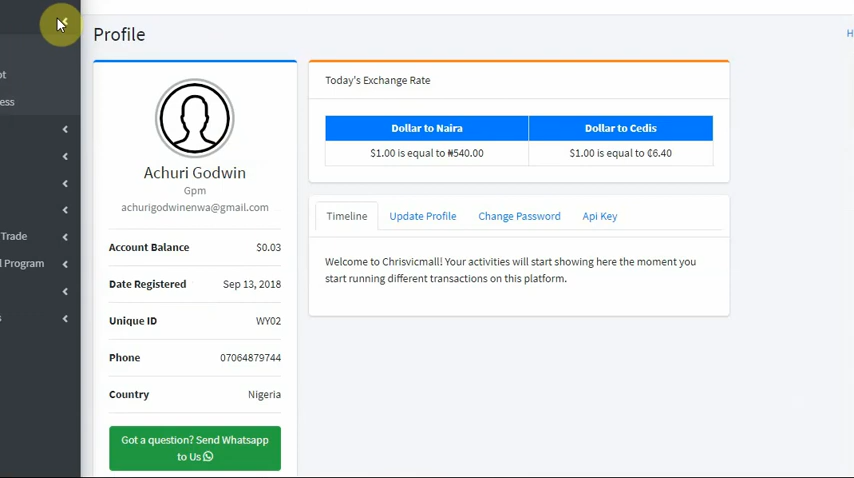 Profile
H
ot
ess
Trade
l Program
s
Achuri Godwin
Gpm
achurigodwinenwa@gmail.com
Account Balance $0.03
Date Registered Sep 13, 2018
Unique ID WY02
Phone 07064879744
Country Nigeria
Got a question? Send Whatsapp
to Us
Today's Exchange Rate
Dollar to Naira Dollar to Cedis
$1.00 is equal to ₦540.00 $1.00 is equal to ₵6.40
Timeline Update Profile Change Password Api Key
Welcome to Chrisvicmall! Your activities will start showing here the moment you
start running different transactions on this platform.